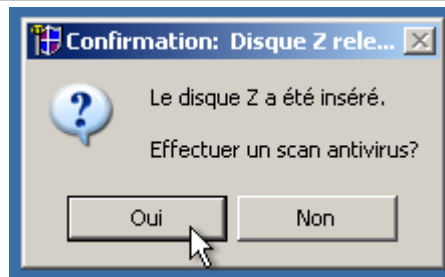 Confirmation: Disque Z rele...
Le disque Z a été inséré.
Effectuer un scan antivirus?
Oui
Non